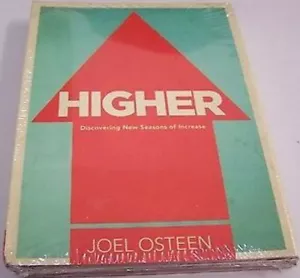 HIGHER
Discovering New Seasons of Increase
JOEL OSTEEN